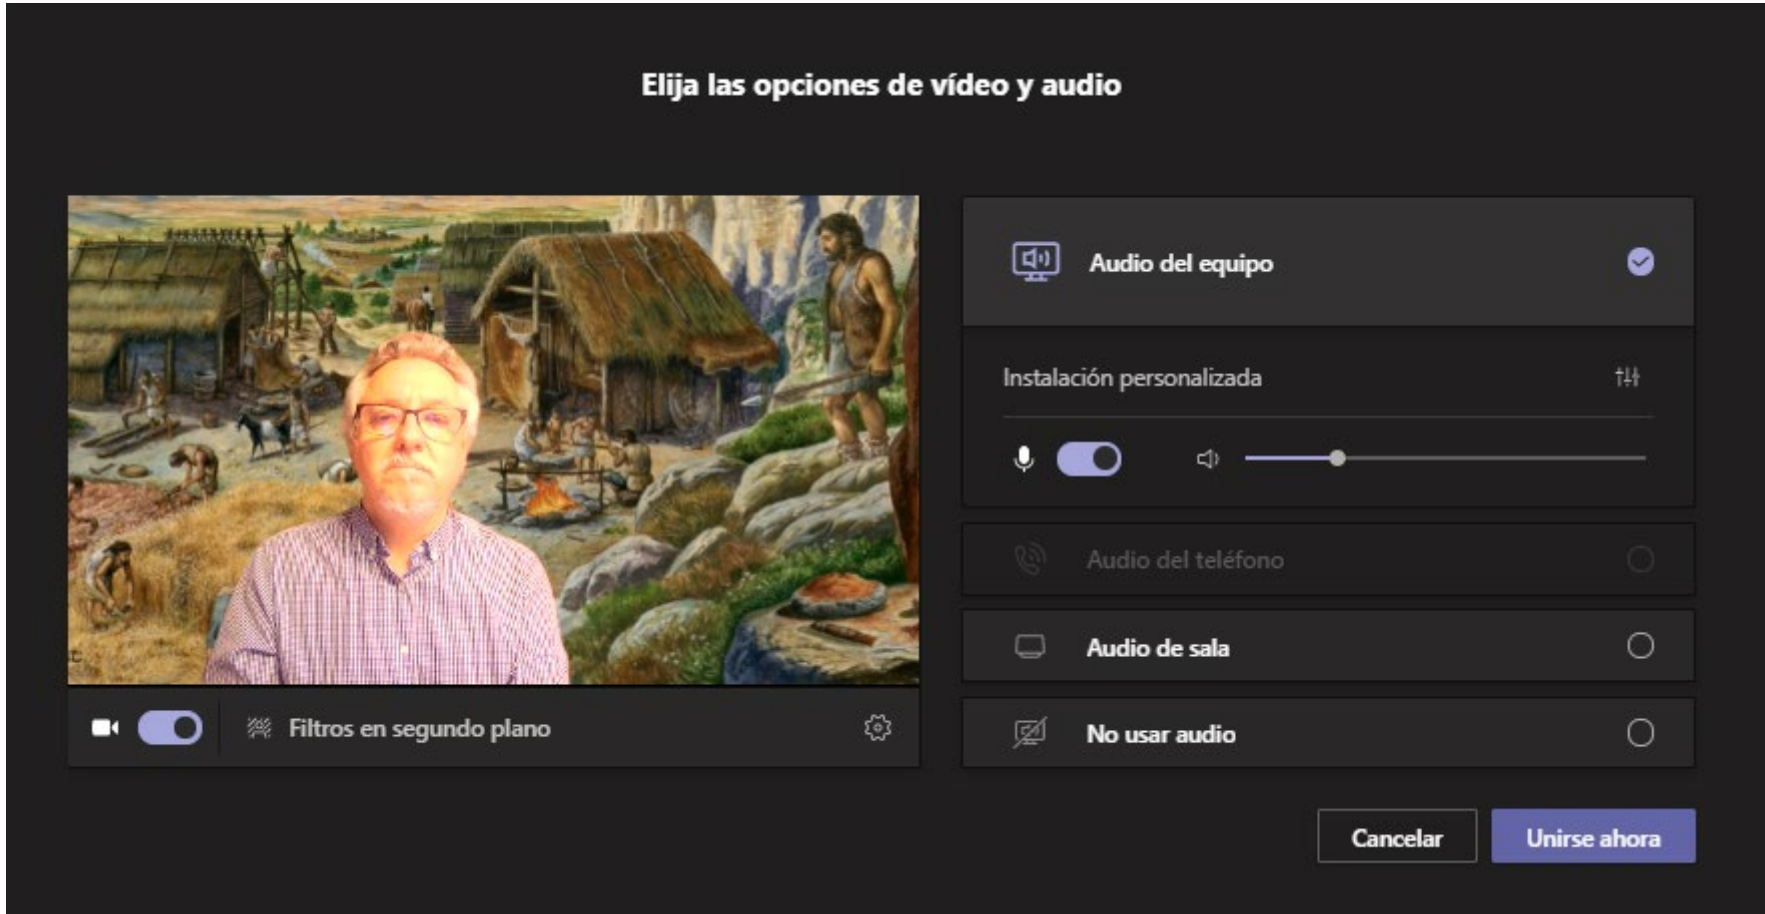 Elija las opciones de vídeo y audio
Audio del equipo
Instalación personalizada
Audio del teléfono
Audio de sala
No usar audio
Filtros en segundo plano
Cancelar
Unirse ahora